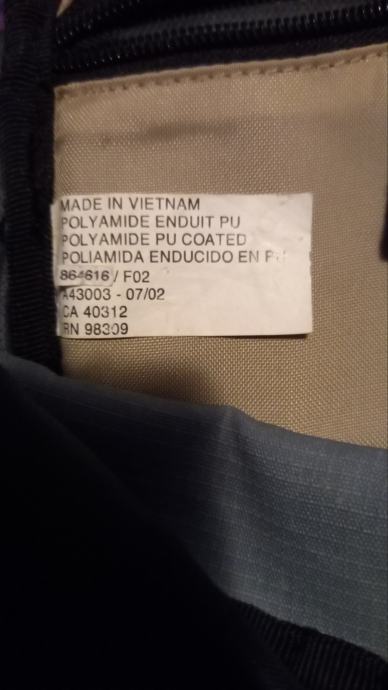 MADE IN VIETNAM
POLYAMIDE ENDUIT PU
POLYAMIDE PU COATED
POLIAMIDA ENDUCIDO EN
864616 / F02
A43003 - 07/02
CA 40312
RN 98309